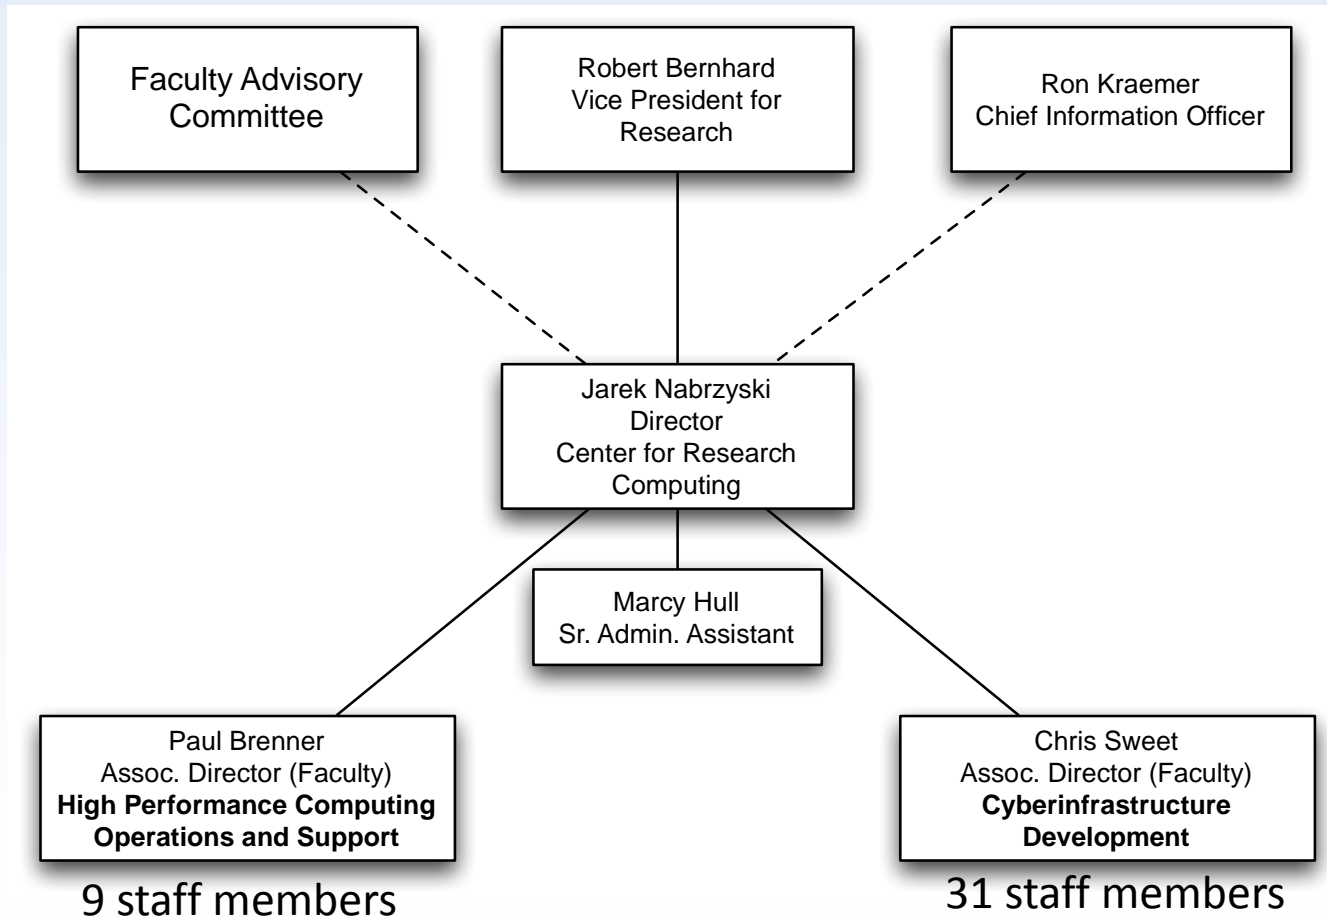 Faculty Advisory
Committee
Robert Bernhard
Vice President for
Research
Ron Kraemer
Chief Information Officer
Jarek Nabrzyski
Director
Center for Research
Computing
Marcy Hull
Sr. Admin. Assistant
Paul Brenner
Assoc. Director (Faculty)
High Performance Computing
Operations and Support
9 staff members
Chris Sweet
Assoc. Director (Faculty)
Cyberinfrastructure
Development
31 staff members